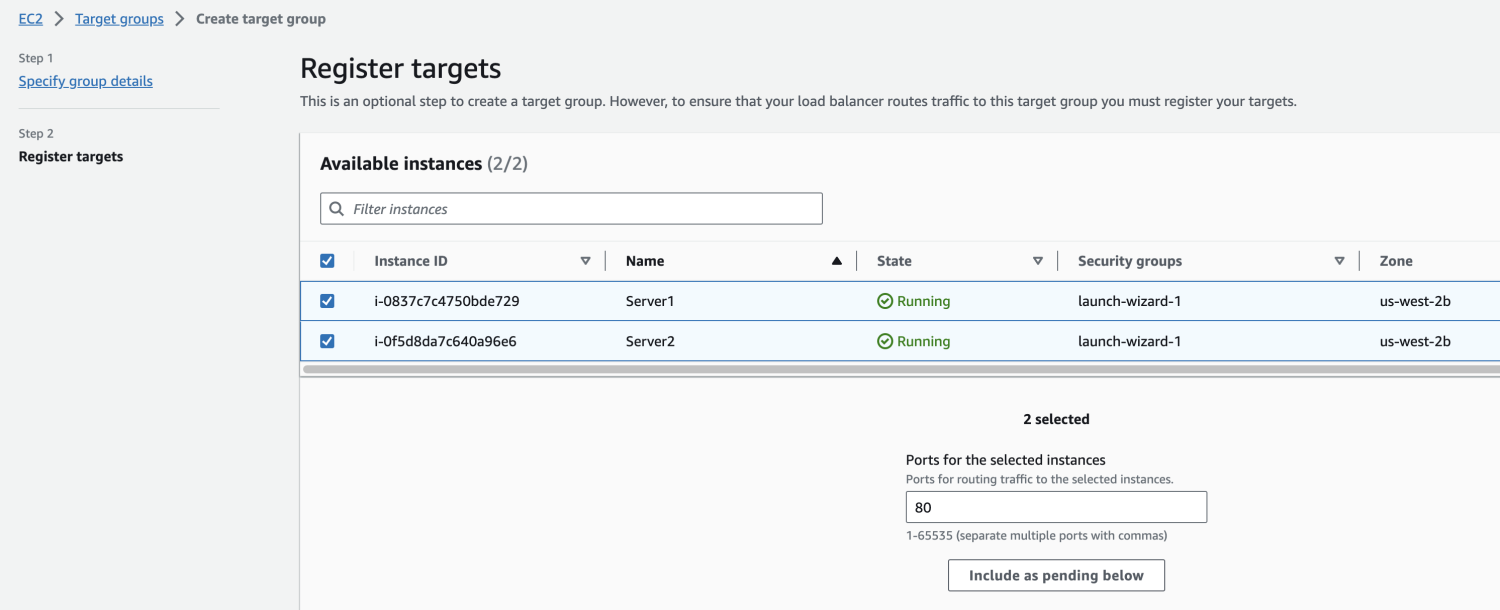 EC2 > Target groups > Create target group
Step 1
Specify group details
Step 2
Register targets
Register targets
This is an optional step to create a target group. However, to ensure that your load balancer routes traffic to this target group you must register your targets.
Available instances (2/2)
Filter instances
Instance ID Name State Security groups Zone
i-0837c7c4750bde729 Server1 Running launch-wizard-1 us-west-2b
i-0f5d8da7c640a96e6 Server2 Running launch-wizard-1 us-west-2b
2 selected
Ports for the selected instances
Ports for routing traffic to the selected instances.
80
1-65535 (separate multiple ports with commas)
Include as pending below